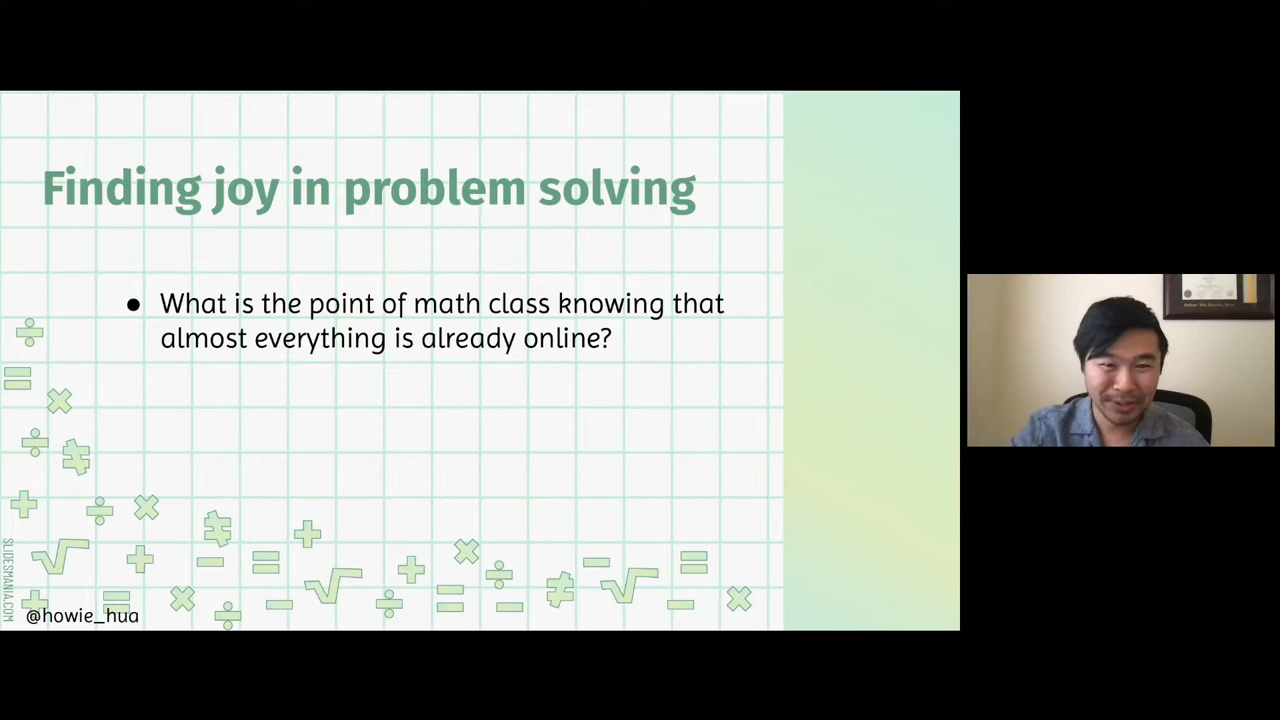 Finding joy in problem solving
● What is the point of math class knowing that
almost everything is already online?
SLIDESMANIA.COM
@howie_hua